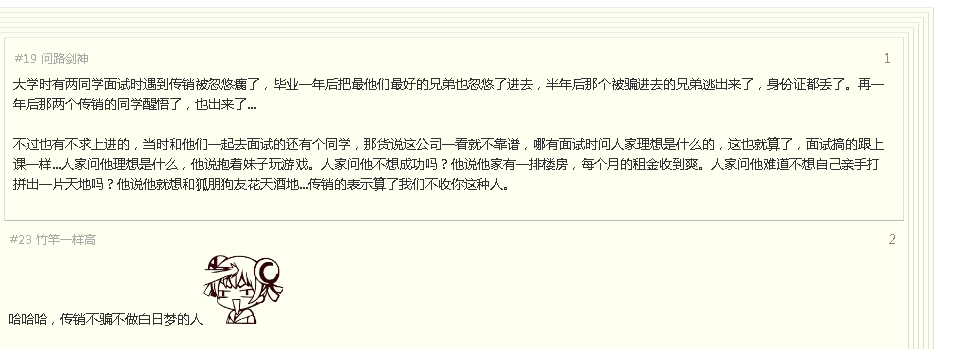 #19 问路剑神
1
大学时有两同学面试时遇到传销被忽悠瘸了，毕业一年后把最他们最好的兄弟也忽悠了进去，半年后那个被骗进去的兄弟逃出来了，身份证都丢了。再一
年后那两个传销的同学醒悟了，也出来了...
不过也有不求上进的，当时和他们一起去面试的还有个同学，那货说这公司一看就不靠谱，哪有面试时问人家理想是什么的，这也就算了，面试搞的跟上
课一样...人家问他理想是什么，他说抱着妹子玩游戏。人家问他不想成功吗？他说他家有一排楼房，每个月的租金收到爽。人家问他难道不想自己亲手打
拼出一片天地吗？他说他就想和狐朋狗友花天酒地...传销的表示算了我们不收你这种人。
#23 竹竿一样高
2
哈哈哈，传销不骗不做白日梦的人